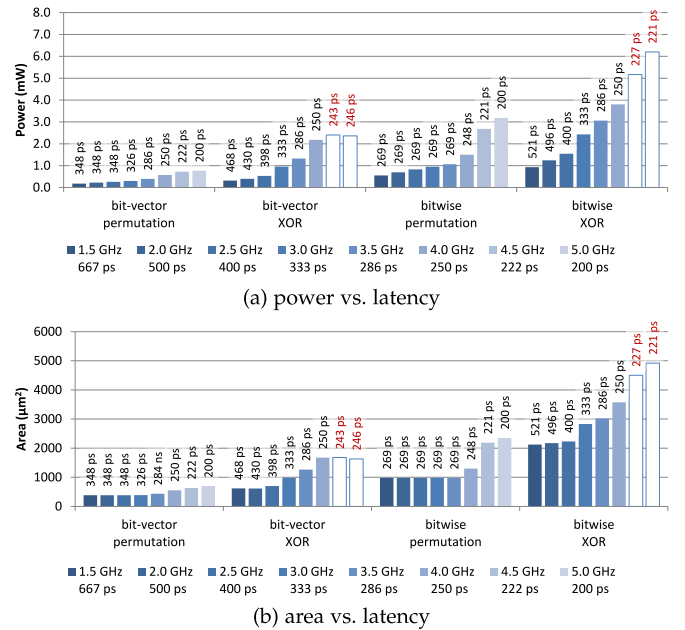 8.0
7.0
6.0
5.0
4.0
3.0
2.0
1.0
0.0
Power (mW)
348 ps 348 ps 348 ps 326 ps 286 ps 250 ps 222 ps 200 ps
468 ps 430 ps 398 ps 333 ps 286 ps 250 ps 243 ps 246 ps
269 ps 269 ps 269 ps 269 ps 269 ps 248 ps 221 ps 200 ps
521 ps 496 ps 400 ps 333 ps 286 ps 250 ps 227 ps 221 ps
bit-vector permutation
bit-vector XOR
bitwise permutation
bitwise XOR
1.5 GHz 2.0 GHz 2.5 GHz 3.0 GHz 3.5 GHz 4.0 GHz 4.5 GHz 5.0 GHz
667 ps 500 ps 400 ps 333 ps 286 ps 250 ps 222 ps 200 ps
(a) power vs. latency
6000
5000
4000
3000
2000
1000
0
Area (μm²)
348 ps 348 ps 348 ps 326 ps 284 ns 250 ps 222 ps 200 ps
468 ps 430 ps 398 ps 333 ps 286 ps 250 ps 243 ps 246 ps
269 ps 269 ps 269 ps 269 ps 269 ps 248 ps 221 ps 200 ps
521 ps 496 ps 400 ps 333 ps 286 ps 250 ps 227 ps 221 ps
bit-vector permutation
bit-vector XOR
bitwise permutation
bitwise XOR
1.5 GHz 2.0 GHz 2.5 GHz 3.0 GHz 3.5 GHz 4.0 GHz 4.5 GHz 5.0 GHz
667 ps 500 ps 400 ps 333 ps 286 ps 250 ps 222 ps 200 ps
(b) area vs. latency